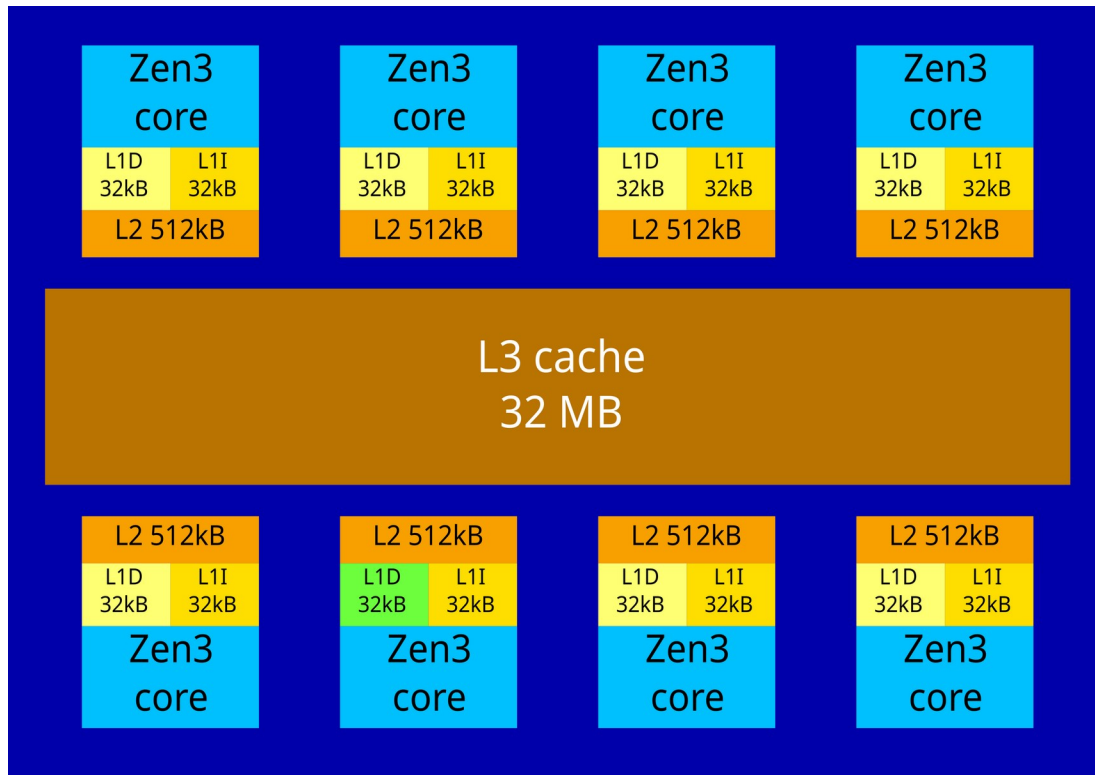 Zen3
core
L1D
32kB
L1I
32kB
L2 512kB
Zen3
core
L1D
32kB
L1I
32kB
L2 512kB
Zen3
core
L1D
32kB
L1I
32kB
L2 512kB
Zen3
core
L1D
32kB
L1I
32kB
L2 512kB
L3 cache
32 MB
L2 512kB
L1D
32kB
L1I
32kB
Zen3
core
L2 512kB
L1D
32kB
L1I
32kB
Zen3
core
L2 512kB
L1D
32kB
L1I
32kB
Zen3
core
L2 512kB
L1D
32kB
L1I
32kB
Zen3
core